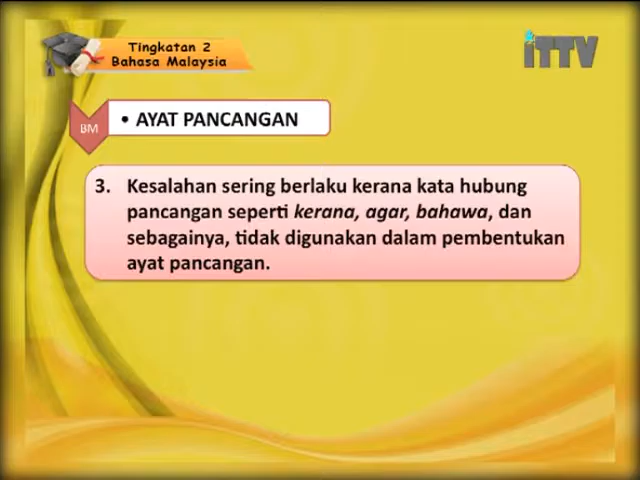 Tingkatan 2
Bahasa Malaysia
iTTV
BM
• AYAT PANCANGAN
3. Kesalahan sering berlaku kerana kata hubung
pancangan seperti kerana, agar, bahawa, dan
sebagainya, tidak digunakan dalam pembentukan
ayat pancangan.